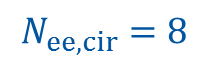 N_ee,cir = 8